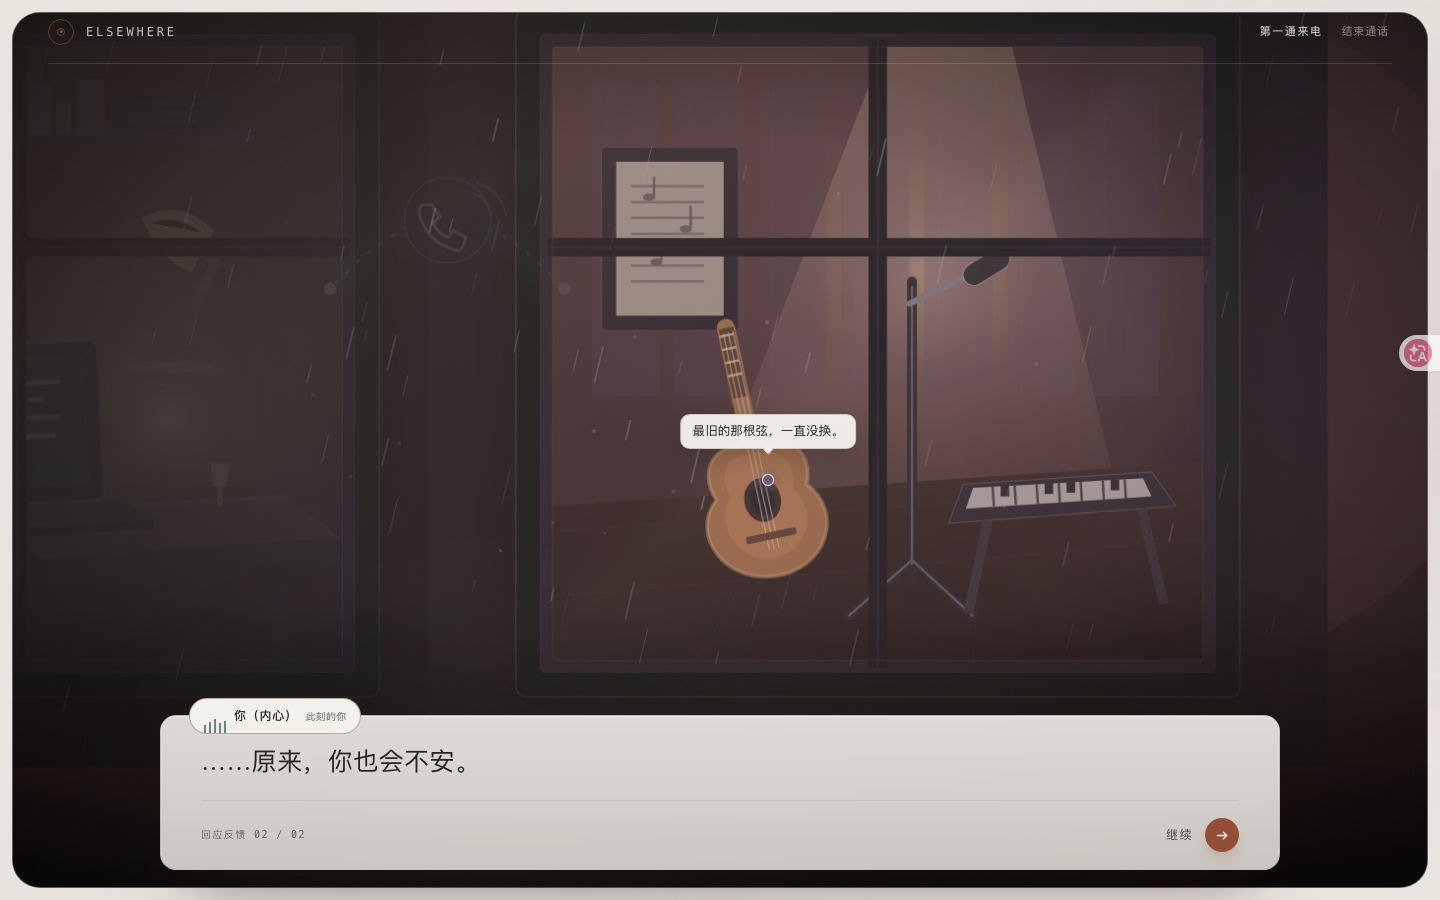 ELSEWHERE
第一通来电
结束通话
最旧的那根弦，一直没换。
你（内心） 此刻的你
……原来，你也会不安。
回应反馈 02 / 02
继续